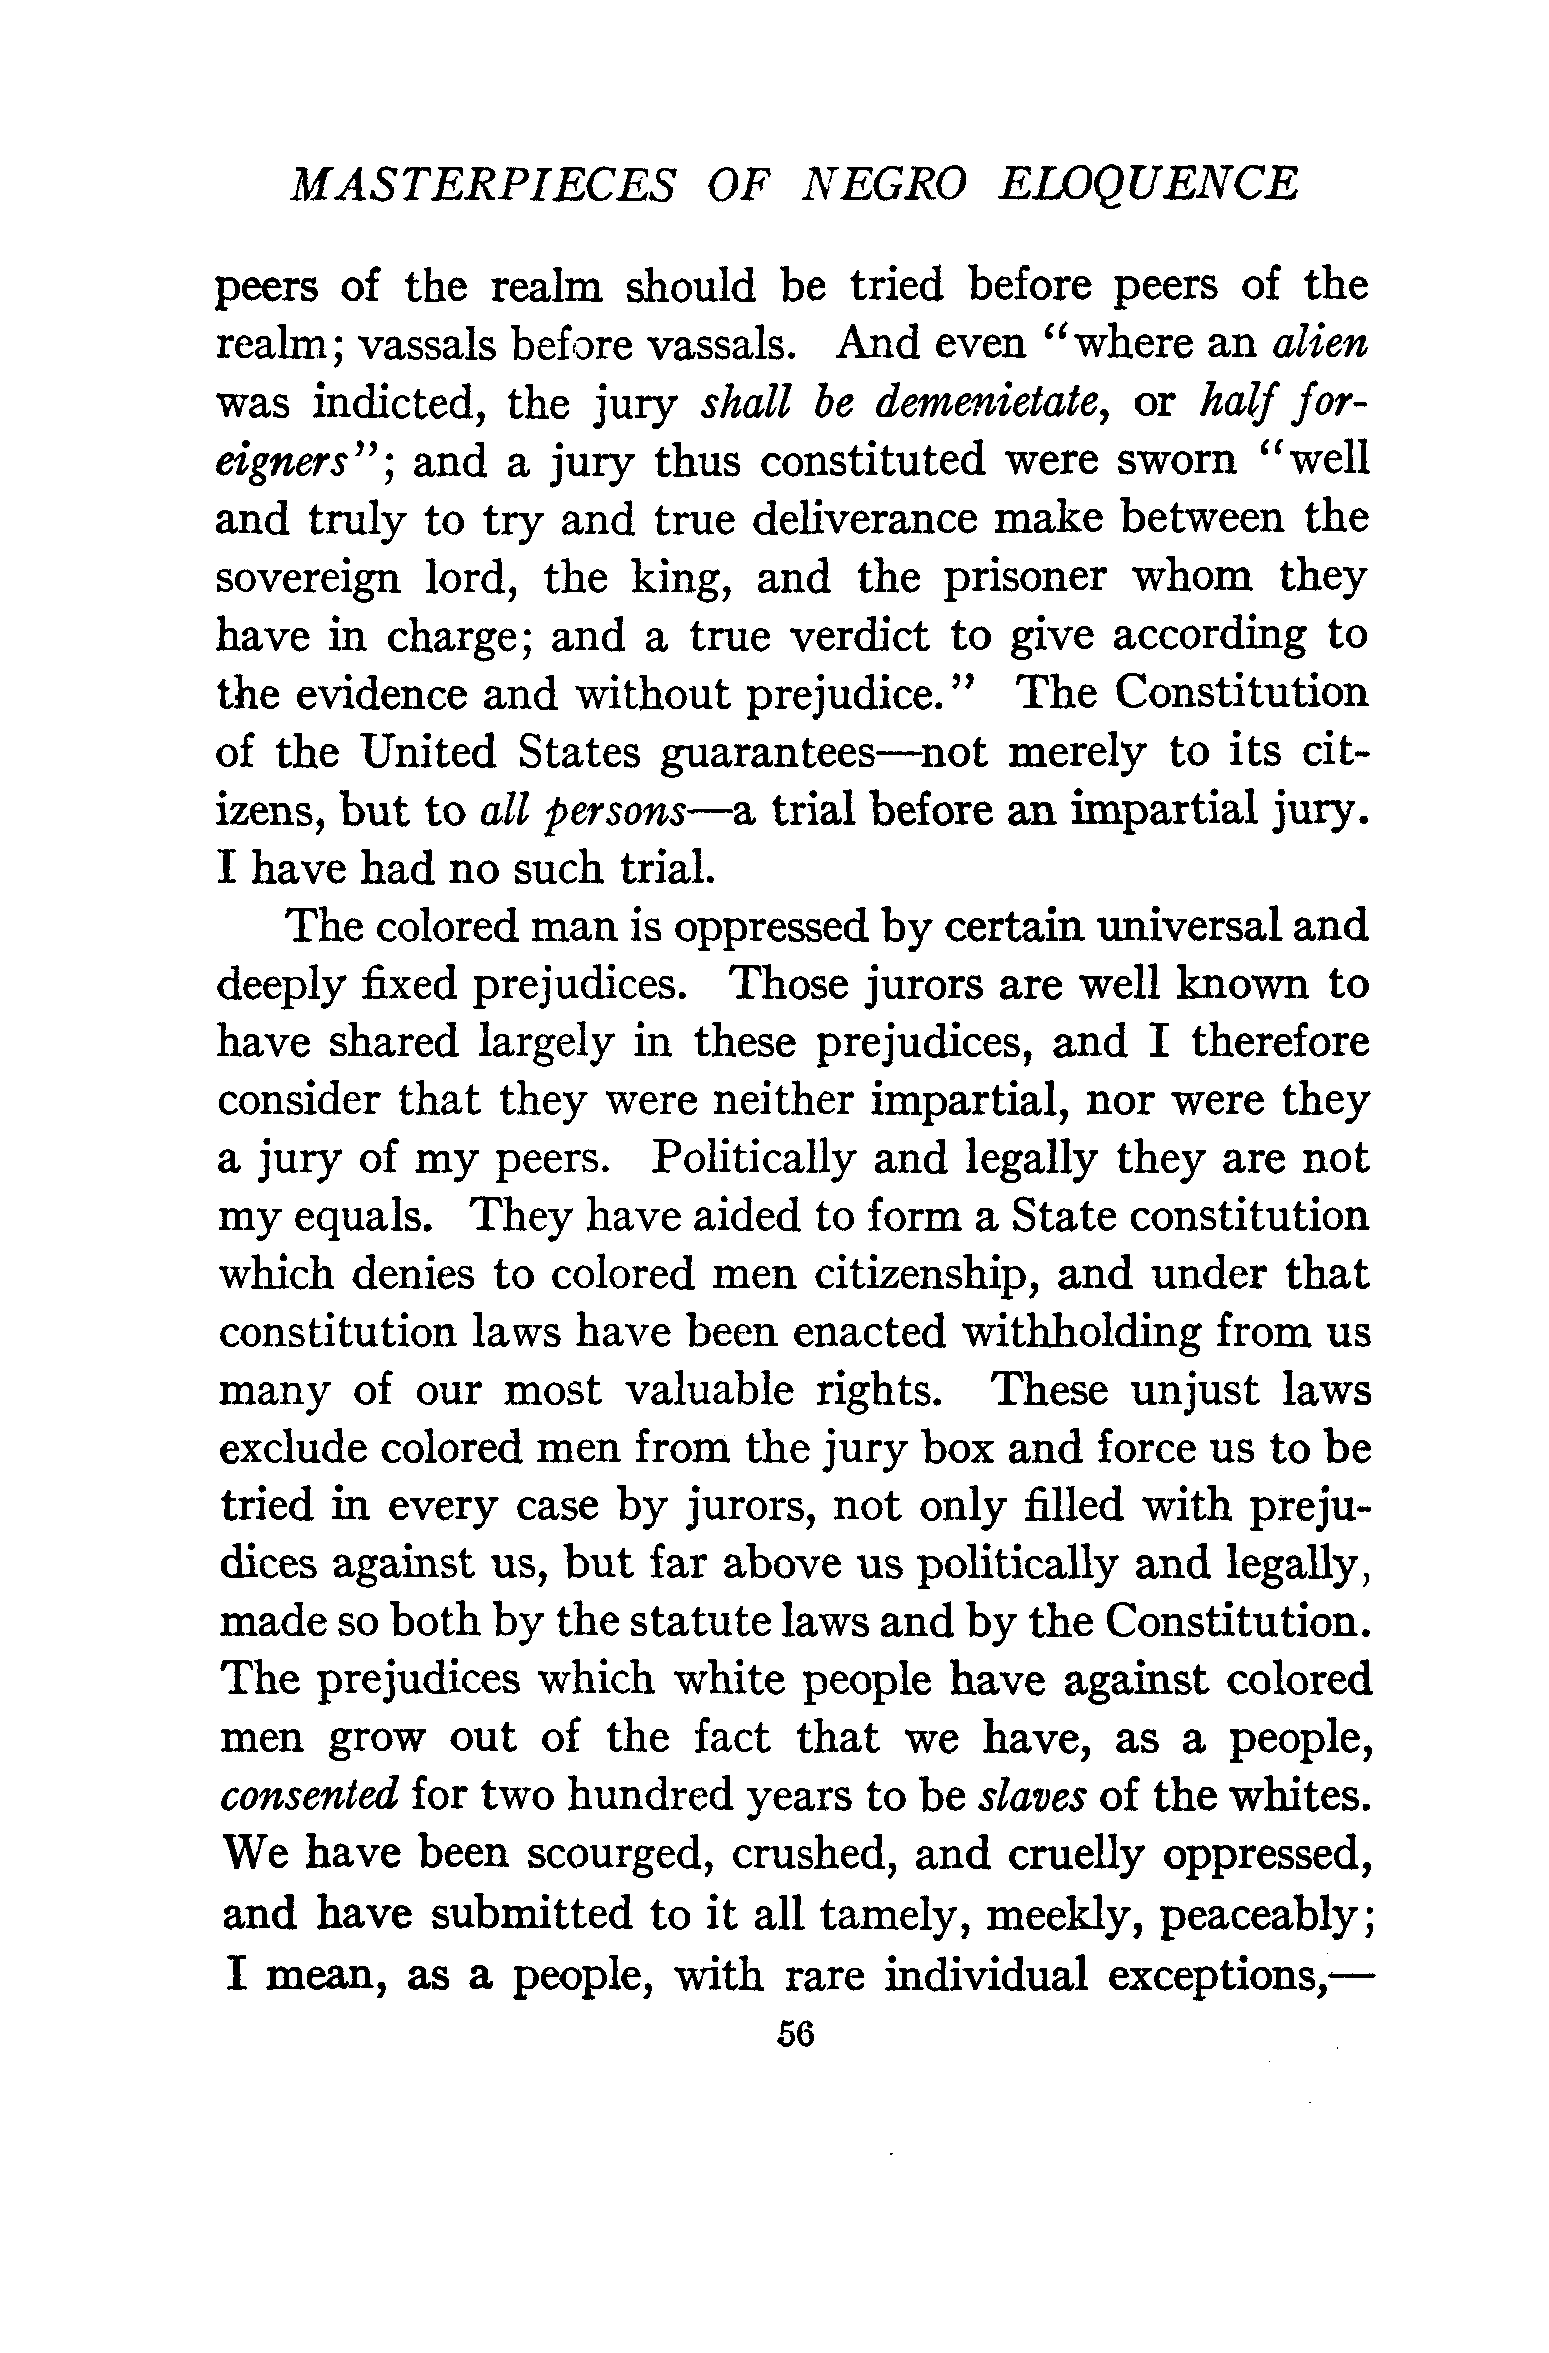 MASTERPIECES OF NEGRO ELOQUENCE
peers of the realm should be tried before peers of the
realm; vassals before vassals. And even “where an alien
was indicted, the jury shall be demenietate, or half for-
eigners”; and a jury thus constituted were sworn “well
and truly to try and true deliverance make between the
sovereign lord, the king, and the prisoner whom they
have in charge; and a true verdict to give according to
the evidence and without prejudice.” The Constitution
of the United States guarantees—not merely to its cit-
izens, but to all persons—a trial before an impartial jury.
I have had no such trial.
The colored man is oppressed by certain universal and
deeply fixed prejudices. Those jurors are well known to
have shared largely in these prejudices, and I therefore
consider that they were neither impartial, nor were they
a jury of my peers. Politically and legally they are not
my equals. They have aided to form a State constitution
which denies to colored men citizenship, and under that
constitution laws have been enacted withholding from us
many of our most valuable rights. These unjust laws
exclude colored men from the jury box and force us to be
tried in every case by jurors, not only filled with preju-
dices against us, but far above us politically and legally,
made so both by the statute laws and by the Constitution.
The prejudices which white people have against colored
men grow out of the fact that we have, as a people,
consented for two hundred years to be slaves of the whites.
We have been scourged, crushed, and cruelly oppressed,
and have submitted to it all tamely, meekly, peaceably;
I mean, as a people, with rare individual exceptions,—
56